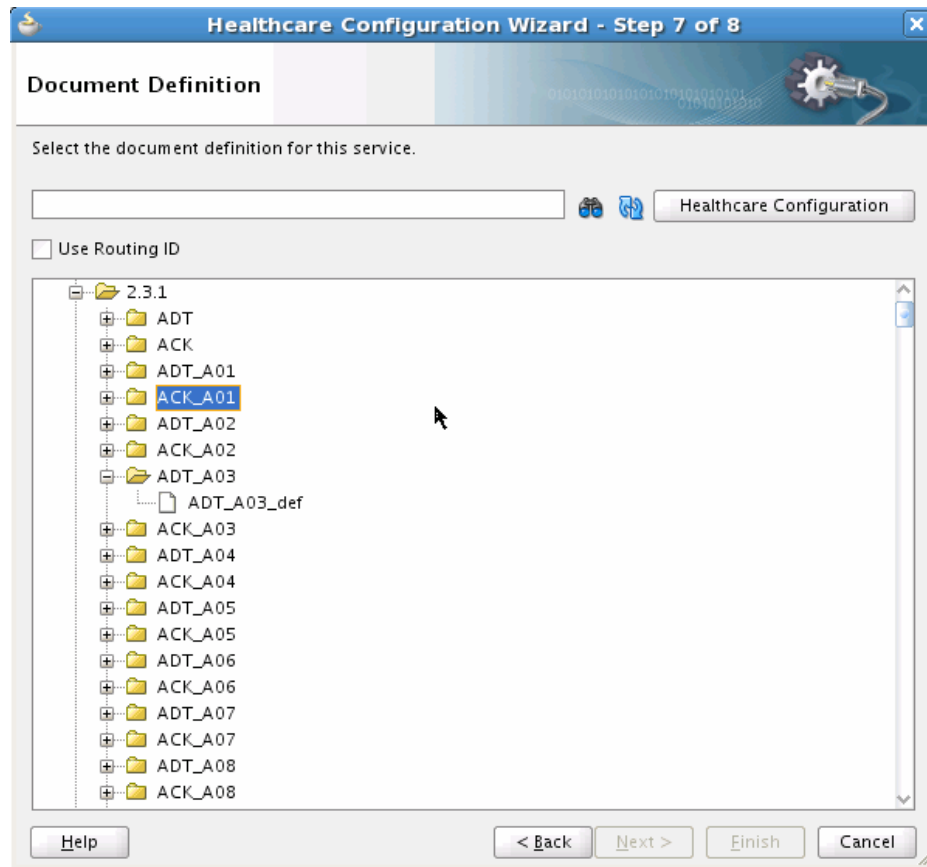 Healthcare Configuration Wizard - Step 7 of 8
Document Definition
Select the document definition for this service.
Healthcare Configuration
Use Routing ID
2.3.1
ADT
ACK
ADT_A01
ACK_A01
ADT_A02
ACK_A02
ADT_A03
ADT_A03_def
ACK_A03
ADT_A04
ACK_A04
ADT_A05
ACK_A05
ADT_A06
ACK_A06
ADT_A07
ACK_A07
ADT_A08
ACK_A08
Help < Back Next > Finish Cancel